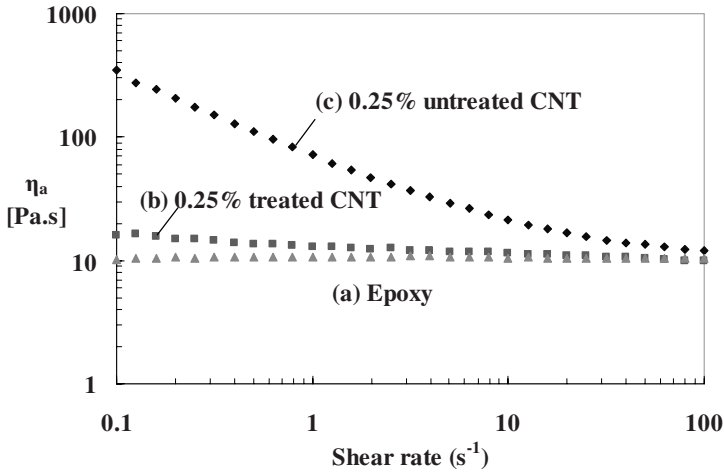 1000
(c) 0.25% untreated CNT
100
ηa
[Pa.s]
(b) 0.25% treated CNT
10
(a) Epoxy
1
0.1 1 10 100
Shear rate (s-1)